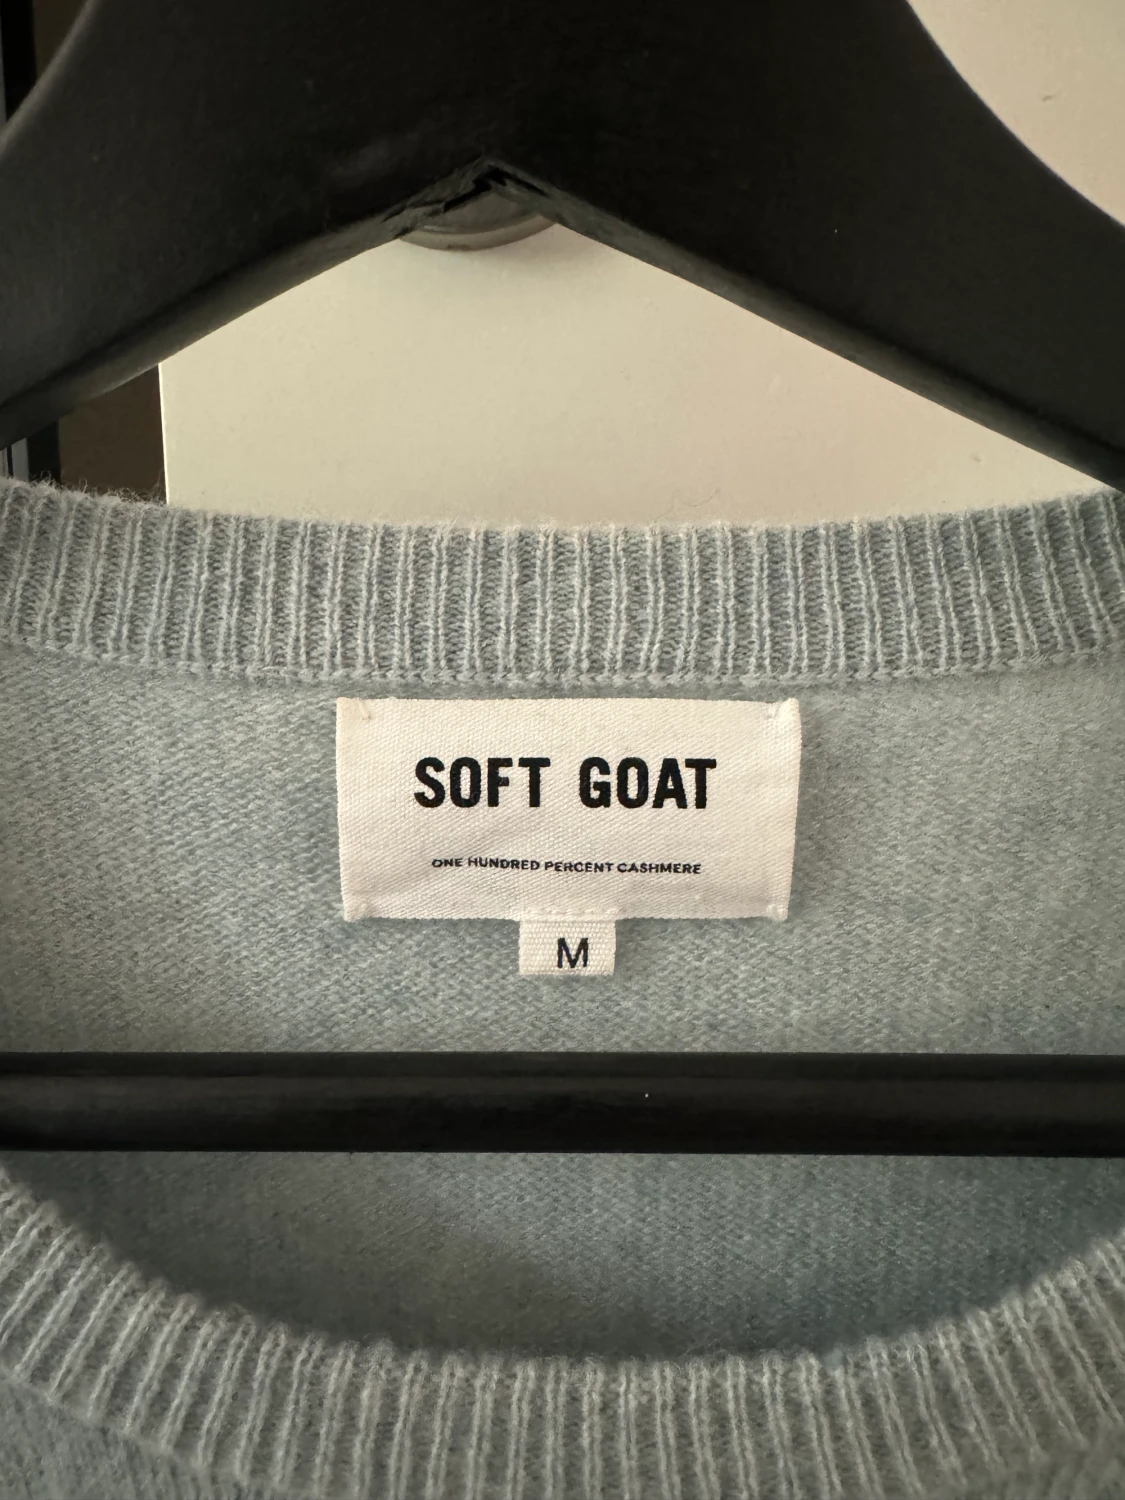 SOFT GOAT
ONE HUNDRED PERCENT CASHMERE
M